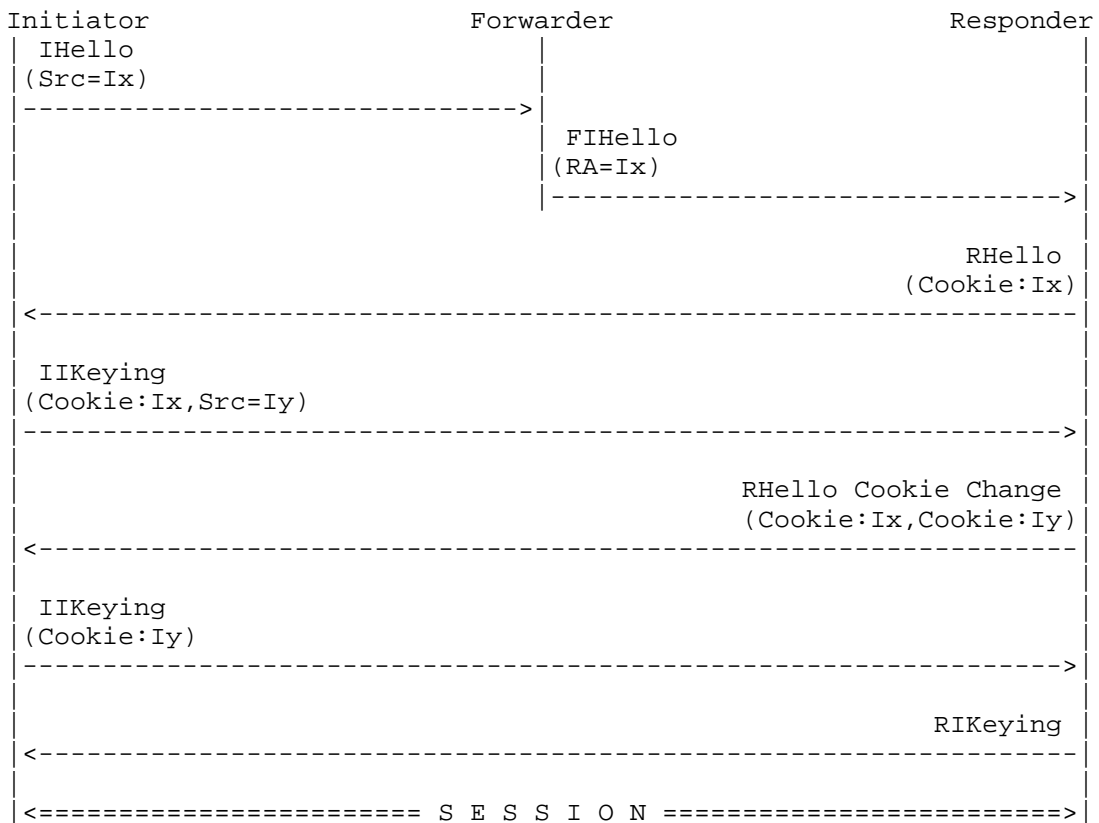 Initiator Forwarder Responder
IHello
(Src=Ix)
FIHello
(RA=Ix)
RHello
(Cookie:Ix)
IIKeying
(Cookie:Ix,Src=Iy)
RHello Cookie Change
(Cookie:Ix,Cookie:Iy)
IIKeying
(Cookie:Iy)
RIKeying
S E S S I O N